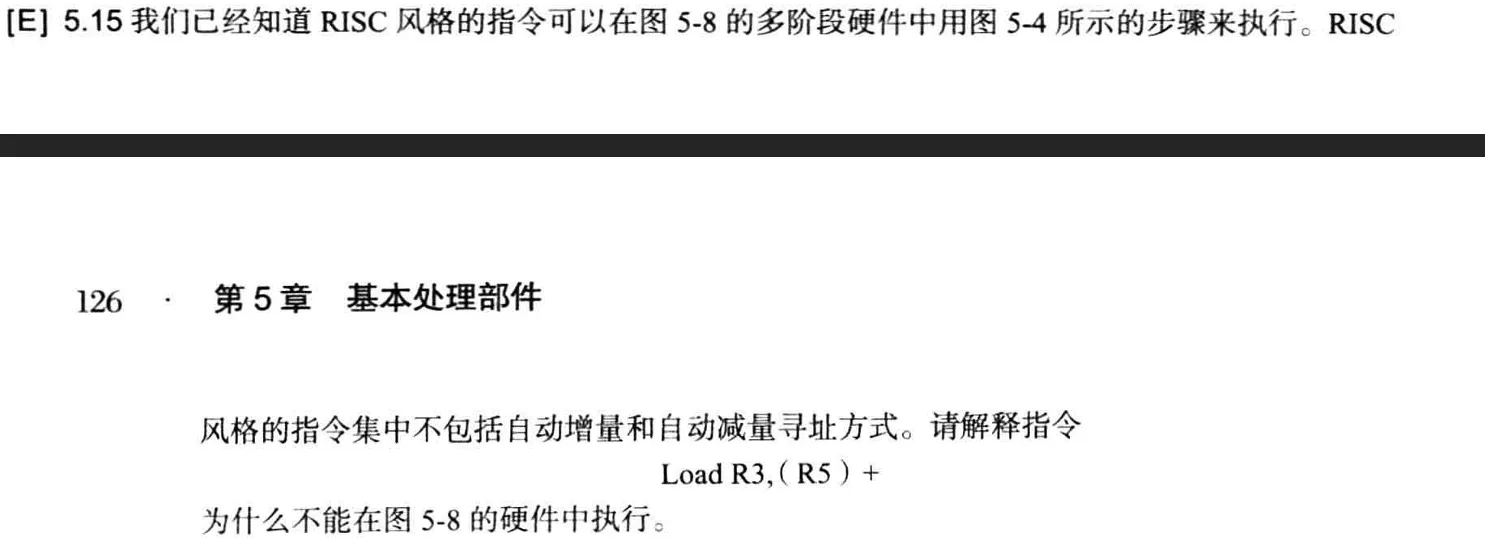 [E] 5.15 我们已经知道 RISC 风格的指令可以在图 5-8 的多阶段硬件中用图 5-4 所示的步骤来执行。RISC
126 · 第 5 章 基本处理部件
风格的指令集中不包括自动增量和自动减量寻址方式。请解释指令
Load R3,( R5 ) +
为什么不能在图 5-8 的硬件中执行。